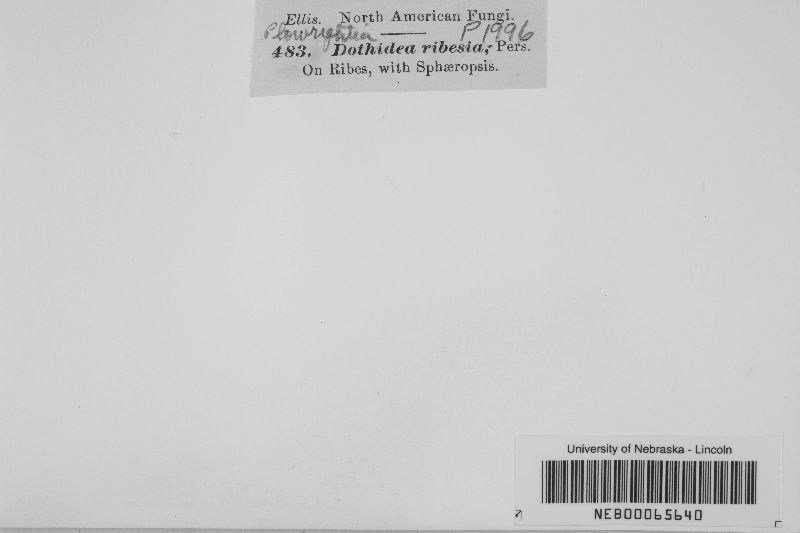 Ellis. North American Fungi.
Plowrightia P1996
483. Dothidea ribesia, Pers.
On Ribes, with Sphæropsis.
University of Nebraska - Lincoln
NEB00065640